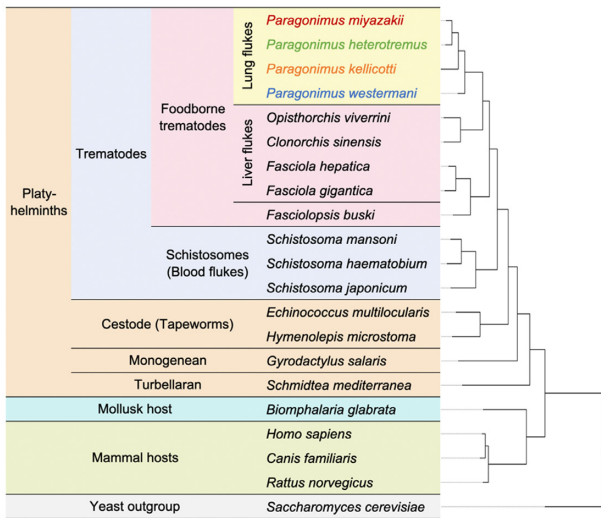 Platy-
helminths
Trematodes
Foodborne
trematodes
Lung flukes
Paragonimus miyazakii
Paragonimus heterotremus
Paragonimus kellicotti
Paragonimus westermani
Liver flukes
Opisthorchis viverrini
Clonorchis sinensis
Fasciola hepatica
Fasciola gigantica
Fasciolopsis buski
Schistosomes
(Blood flukes)
Schistosoma mansoni
Schistosoma haematobium
Schistosoma japonicum
Cestode (Tapeworms)
Echinococcus multilocularis
Hymenolepis microstoma
Monogenean
Gyrodactylus salaris
Turbellaran
Schmidtea mediterranea
Mollusk host
Biomphalaria glabrata
Mammal hosts
Homo sapiens
Canis familiaris
Rattus norvegicus
Yeast outgroup
Saccharomyces cerevisiae